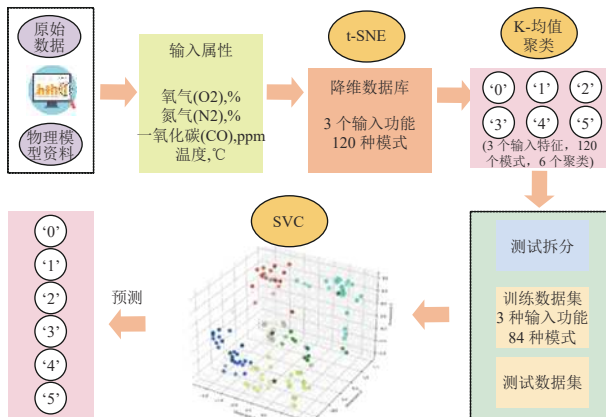 原始
数据
物理模
型资料
输入属性
氧气(O2),%
氮气(N2),%
一氧化碳(CO),ppm
温度,℃
t-SNE
降维数据库
3 个输入功能
120 种模式
K-均值
聚类
‘0’ ‘1’ ‘2’
‘3’ ‘4’ ‘5’
(3 个输入特征，120
个模式，6 个聚类)
测试拆分
训练数据集
3 种输入功能
84 种模式
测试数据集
SVC
预测
‘0’
‘1’
‘2’
‘3’
‘4’
‘5’